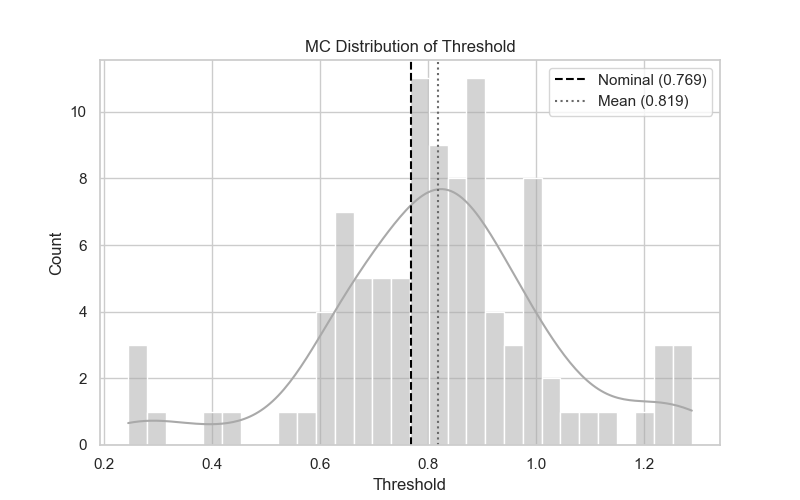 MC Distribution of Threshold
Nominal (0.769)
Mean (0.819)
Count
10
8
6
4
2
0
0.2 0.4 0.6 0.8 1.0 1.2
Threshold